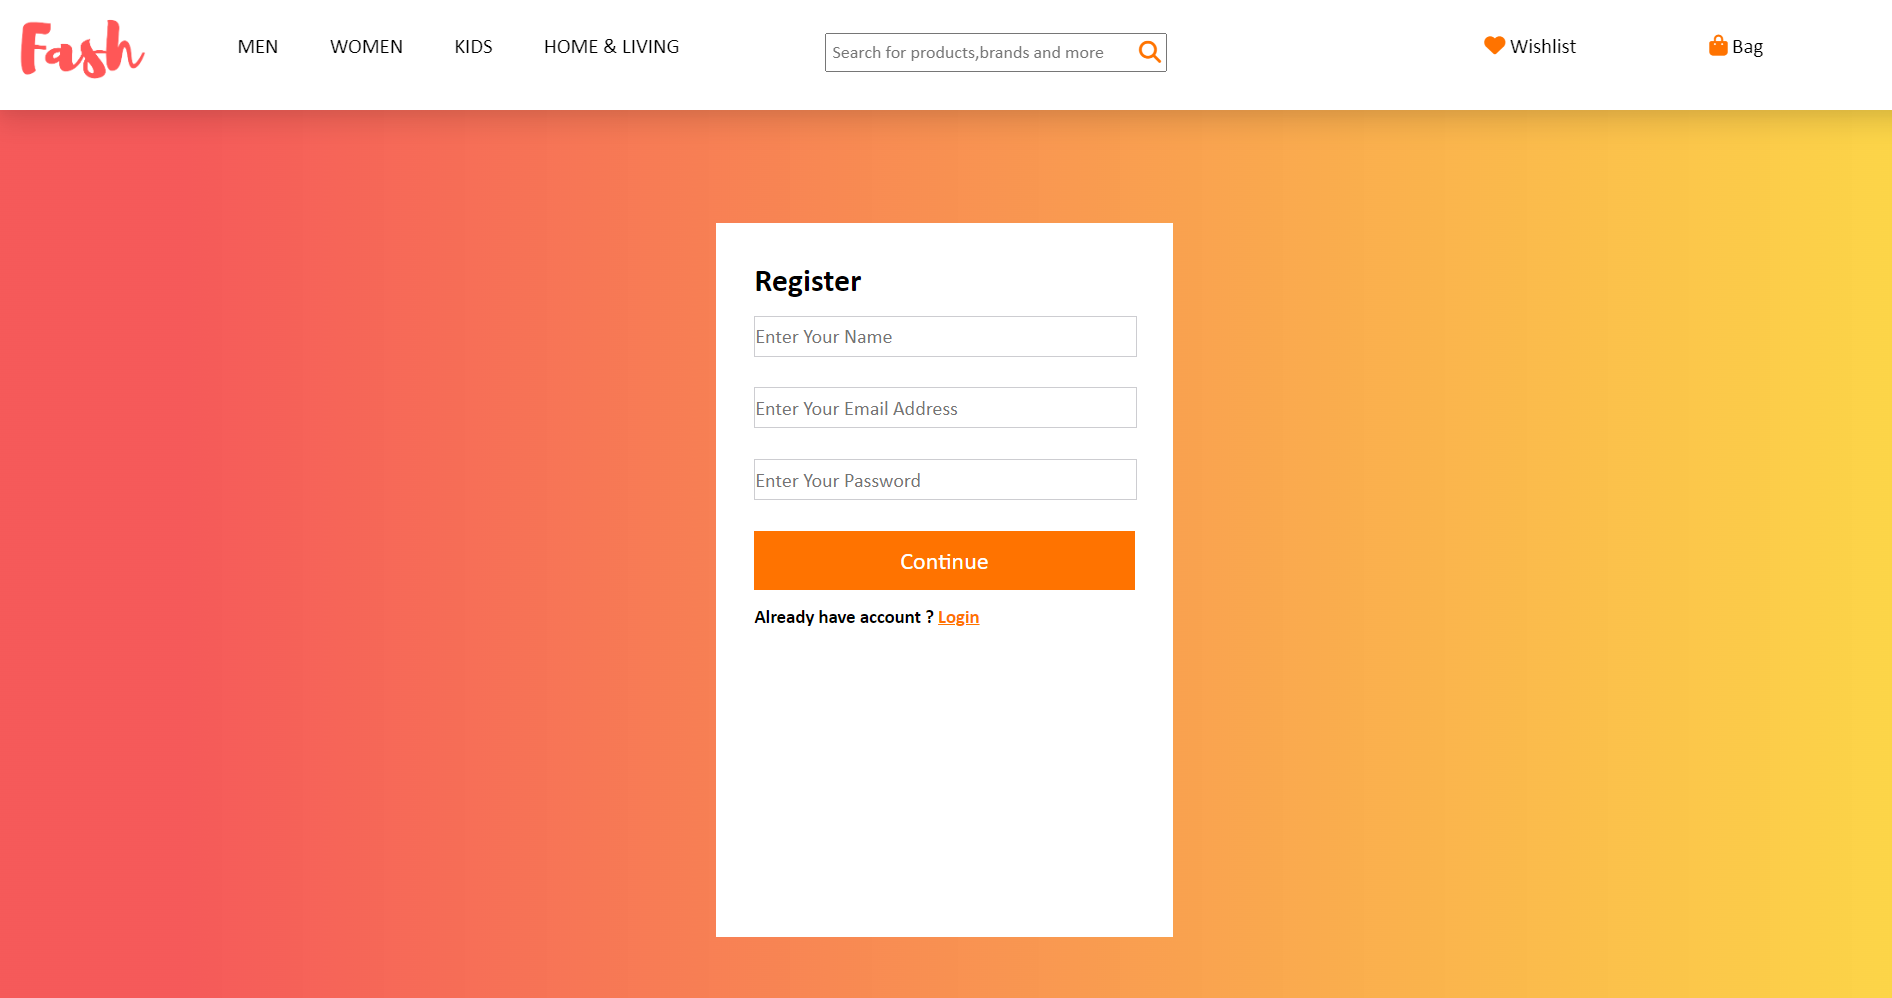 Fash
MEN WOMEN KIDS HOME & LIVING Search for products,brands and more Wishlist Bag
Register
Enter Your Name
Enter Your Email Address
Enter Your Password
Continue
Already have account ? Login